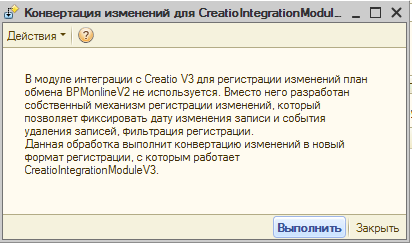 Конвертация изменений для CreatioIntegrationModul...
Действия
В модуле интеграции с Creatio V3 для регистрации изменений план
обмена BPMonlineV2 не используется. Вместо него разработан
собственный механизм регистрации изменений, который
позволяет фиксировать дату изменения записи и события
удаления записей, фильтрация регистрации.
Данная обработка выполнит конвертацию изменений в новый
формат регистрации, с которым работает
CreatioIntegrationModuleV3.
Выполнить Закрыть